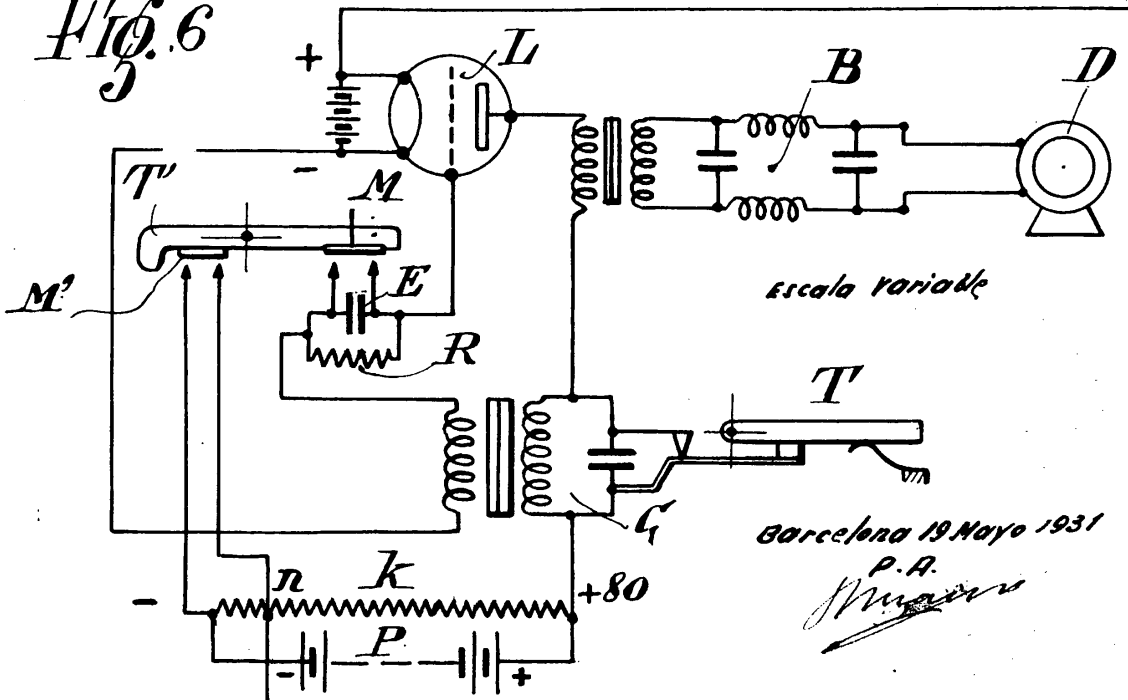 FIG. 6
+
L
B
D
-
T'
M
M'
E
R
Escala variable
T
G
Barcelona 19 Mayo 1931
P.A.
-
n
k
+80
- P +